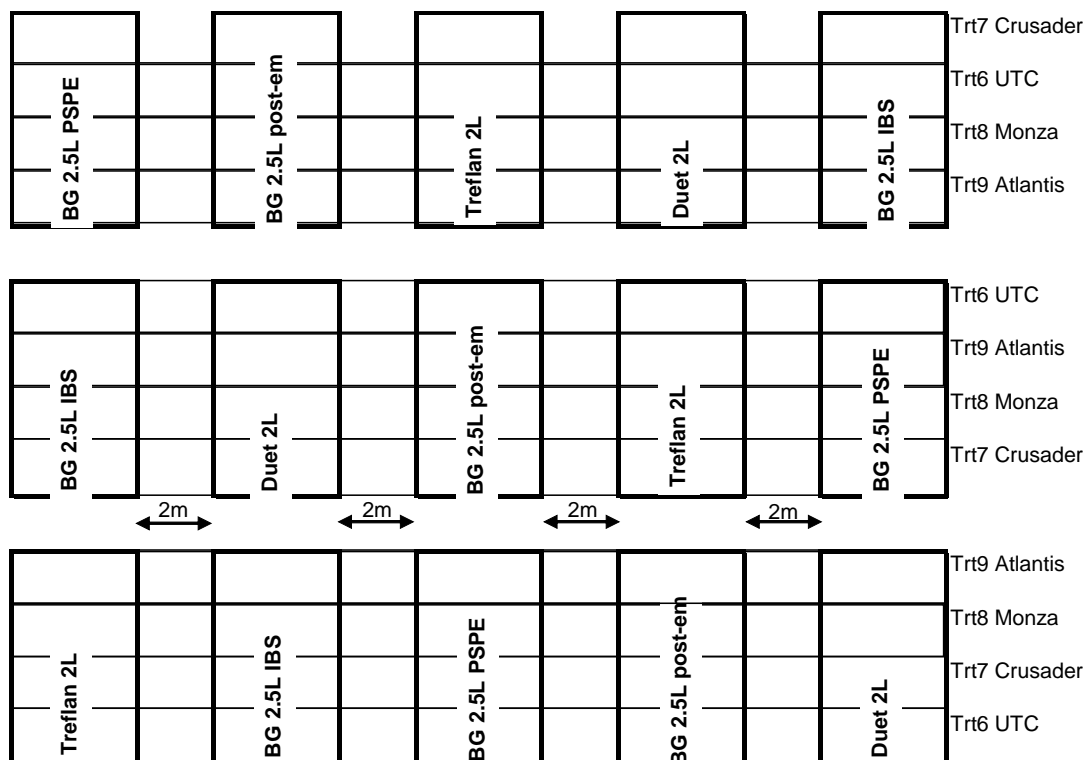 Trt7 Crusader
Trt6 UTC
Trt8 Monza
Trt9 Atlantis
BG 2.5L PSPE
BG 2.5L post-em
Treflan 2L
Duet 2L
BG 2.5L IBS
Trt6 UTC
Trt9 Atlantis
Trt8 Monza
Trt7 Crusader
BG 2.5L IBS
Duet 2L
BG 2.5L post-em
Treflan 2L
BG 2.5L PSPE
2m
2m
2m
2m
Trt9 Atlantis
Trt8 Monza
Trt7 Crusader
Trt6 UTC
Treflan 2L
BG 2.5L IBS
BG 2.5L PSPE
BG 2.5L post-em
Duet 2L